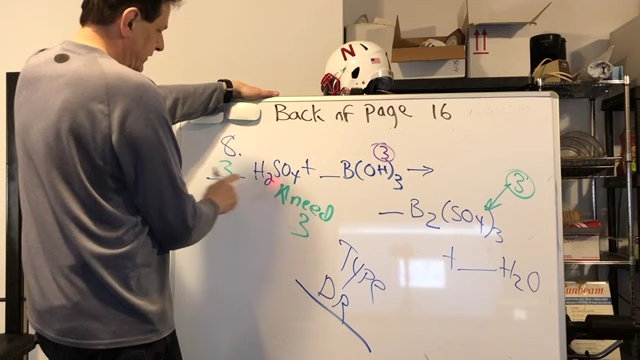 Back of Page 16
8.
3 H2SO4 + _ B(OH)3 →
3
I need
3
_ B2(SO4)3
3
+ _ H2O
TYPE
DR
N
Sunbeam